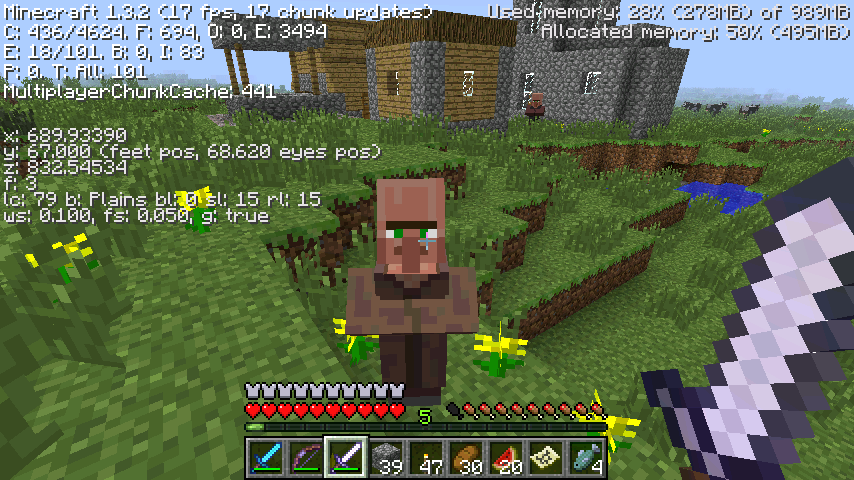 Minecraft 1.3.2 (17 fps, 17 chunk updates)
Used memory: 28% (278MB) of 989MB
C: 436/4624, F: 694, O: 0, E: 3494
Allocated memory: 50% (495MB)
E: 18/101, B: 0, I: 83
P: 0, T: All: 101
MultiplayerChunkCache: 441
x: 689.93390
y: 67.000 (feet pos, 68.620 eyes pos)
z: 832.54534
f: 3
lc: 79 b: Plains bl: 0 sl: 15 rl: 15
ws: 0.100, fs: 0.050, g: true
5
39 47 30 20 4